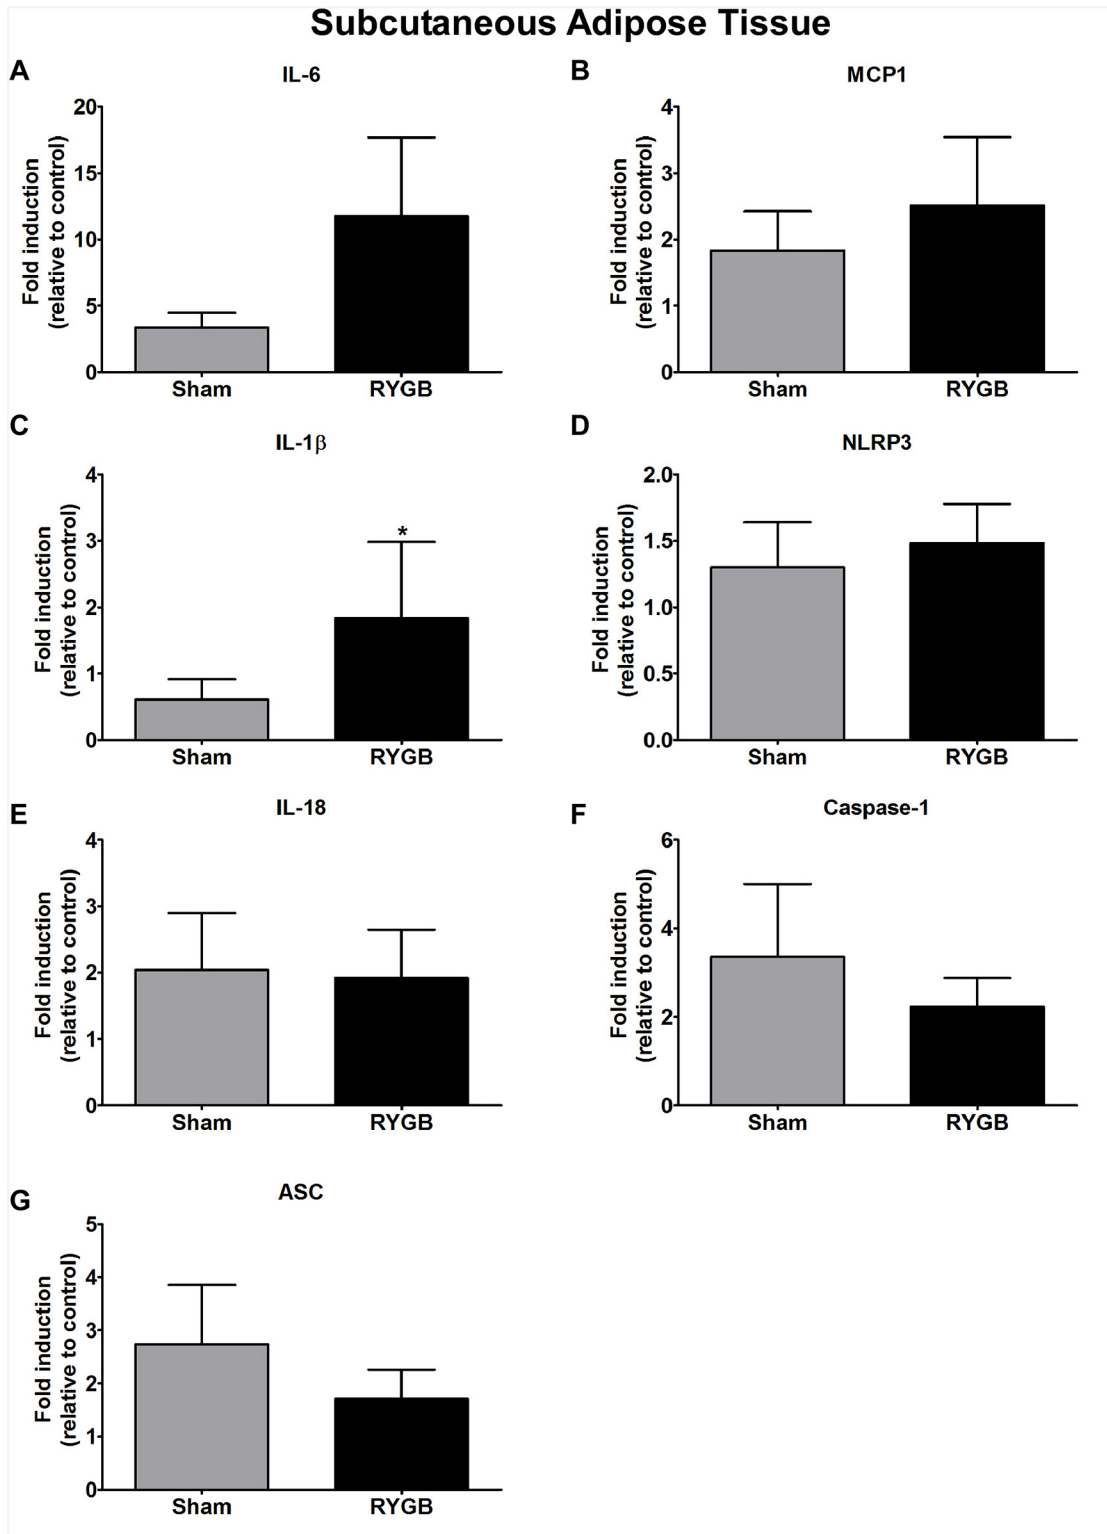 Subcutaneous Adipose Tissue
A
IL-6
Fold induction
(relative to control)
20
15
10
5
0
Sham
RYGB
B
MCP1
Fold induction
(relative to control)
4
3
2
1
0
Sham
RYGB
C
IL-1β
Fold induction
(relative to control)
4
3
2
1
0
*
Sham
RYGB
D
NLRP3
Fold induction
(relative to control)
2.0
1.5
1.0
0.5
0.0
Sham
RYGB
E
IL-18
Fold induction
(relative to control)
4
3
2
1
0
Sham
RYGB
F
Caspase-1
Fold induction
(relative to control)
6
4
2
0
Sham
RYGB
G
ASC
Fold induction
(relative to control)
5
4
3
2
1
0
Sham
RYGB